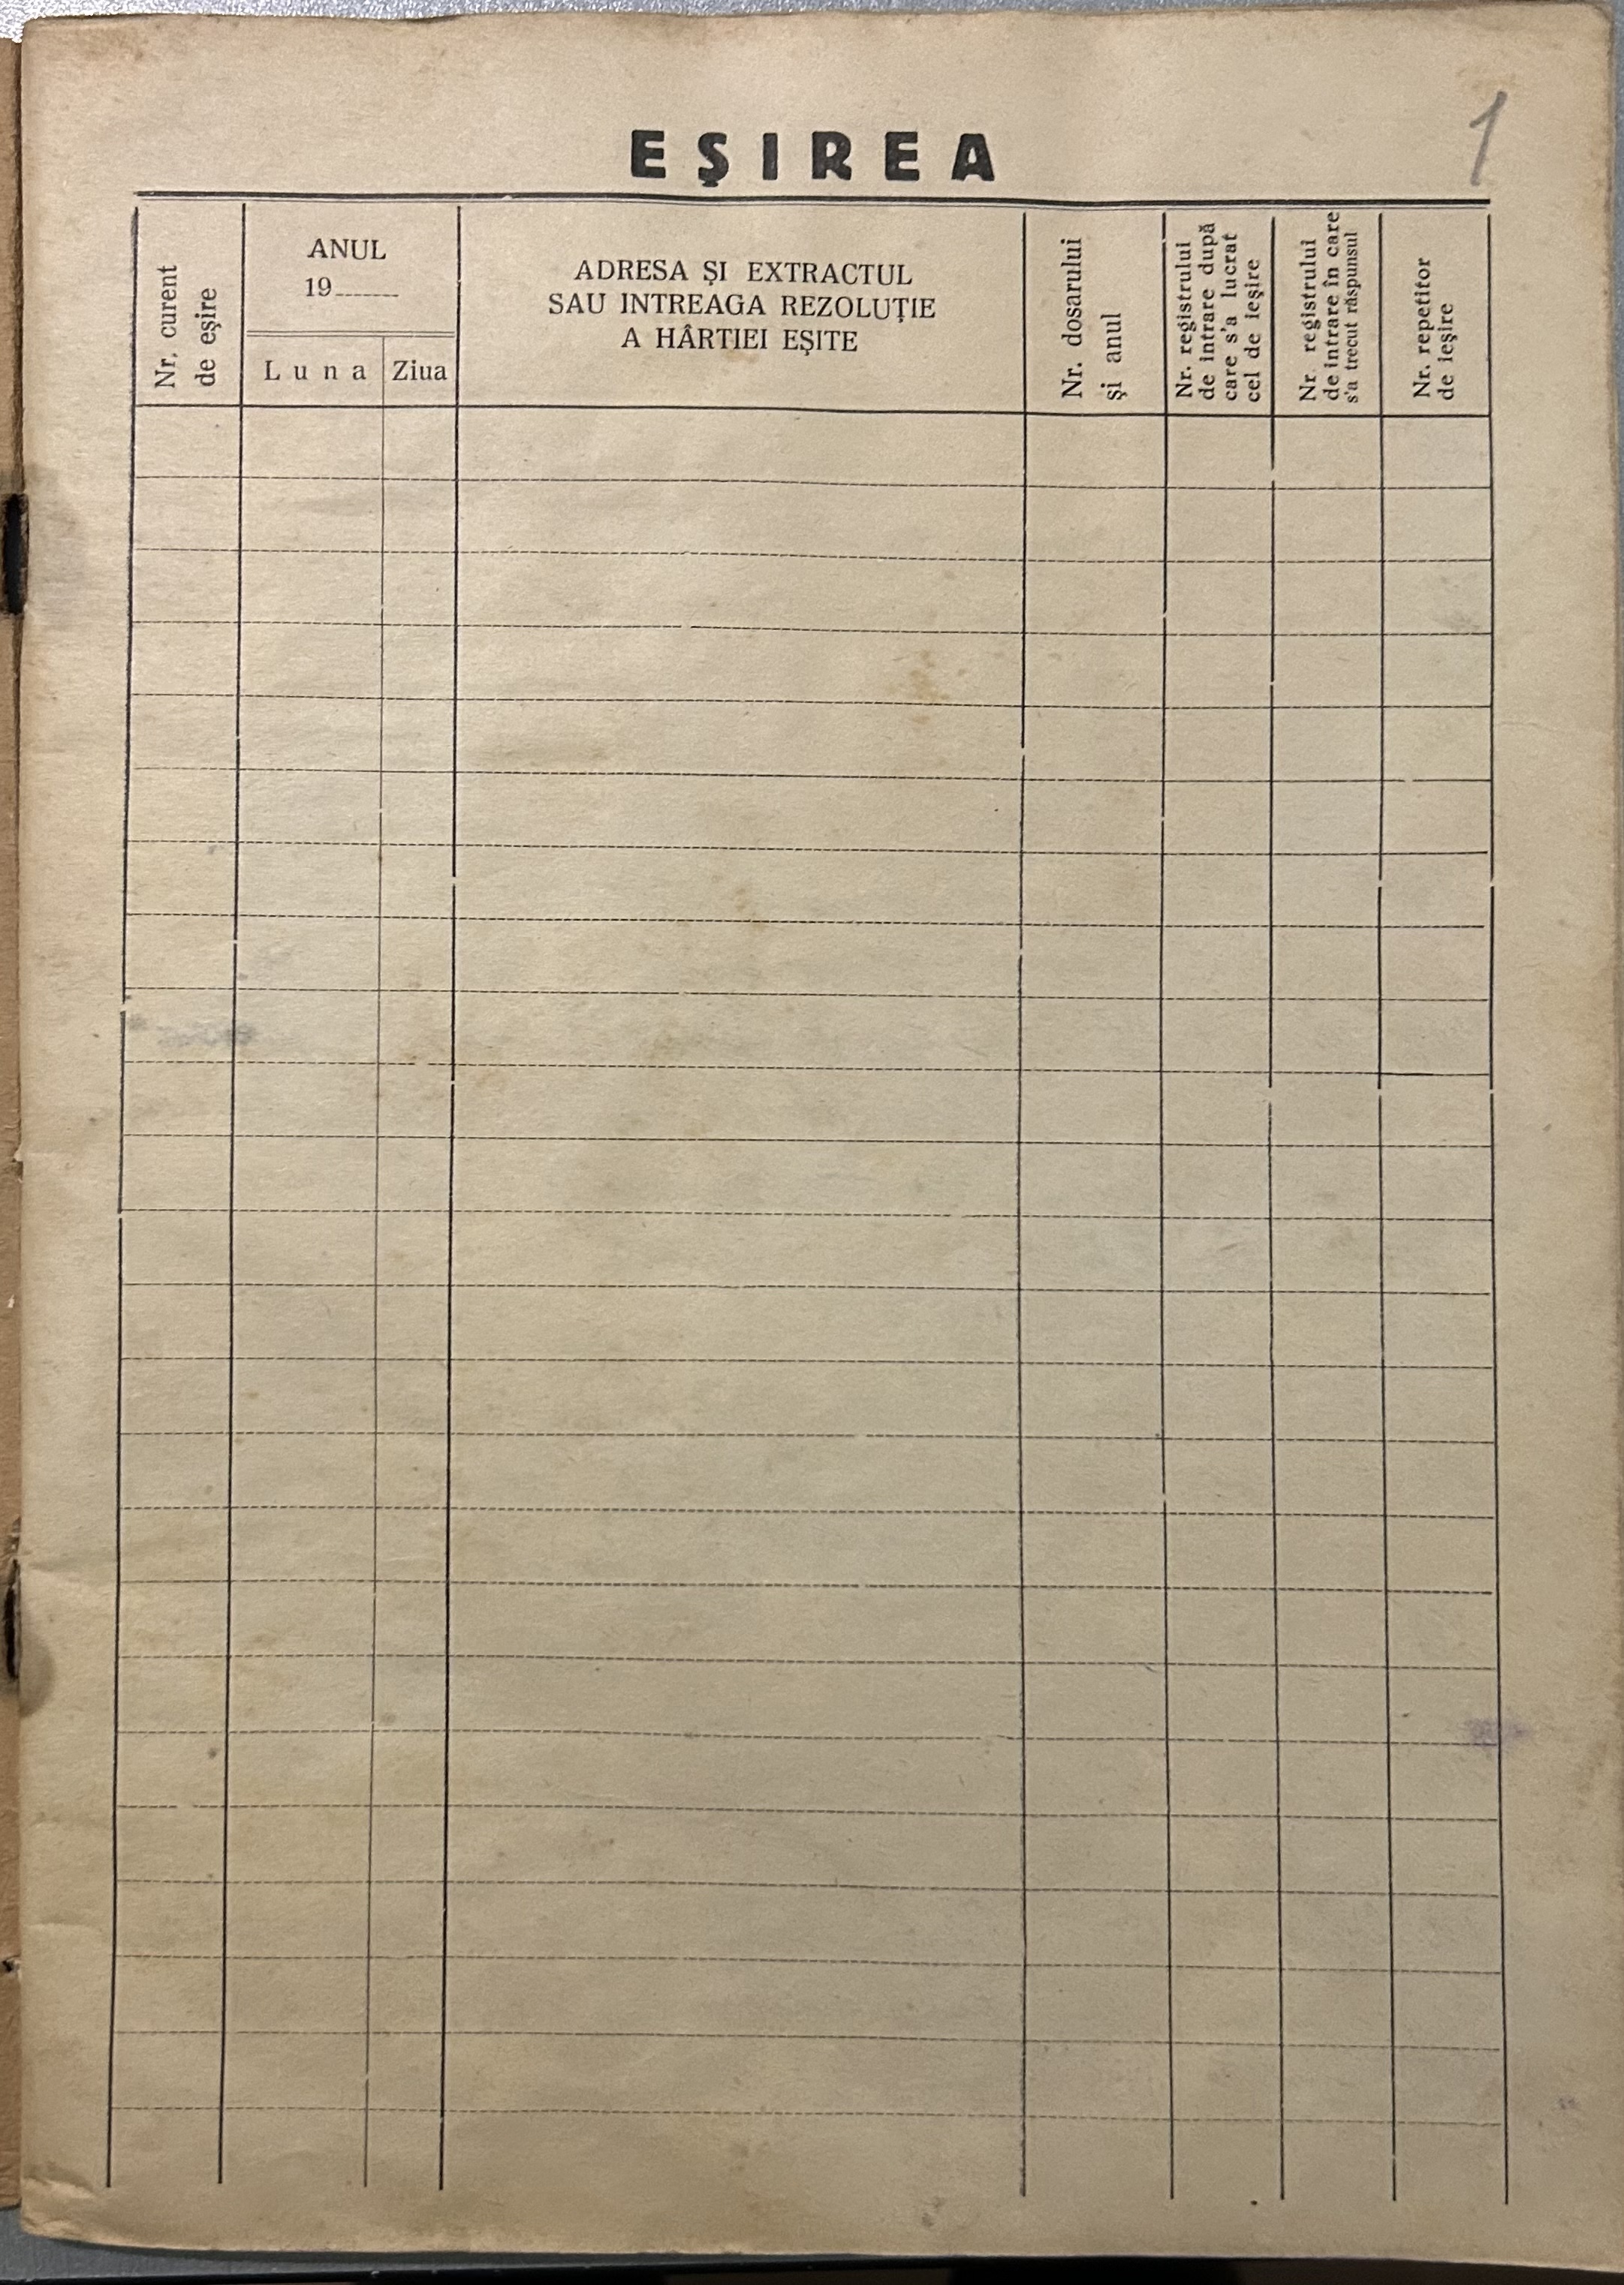 1
EŞIREA
Nr. curent
de eşire
ANUL
19
Luna
Ziua
ADRESA ŞI EXTRACTUL
SAU INTREAGA REZOLUŢIE
A HÂRTIEI EŞITE
Nr. dosarului
şi anul
Nr. registrului
de intrare după
care s'a lucrat
cel de ieşire
Nr. registrului
de intrare în care
s'a trecut răspunsul
Nr. repetitor
de ieşire